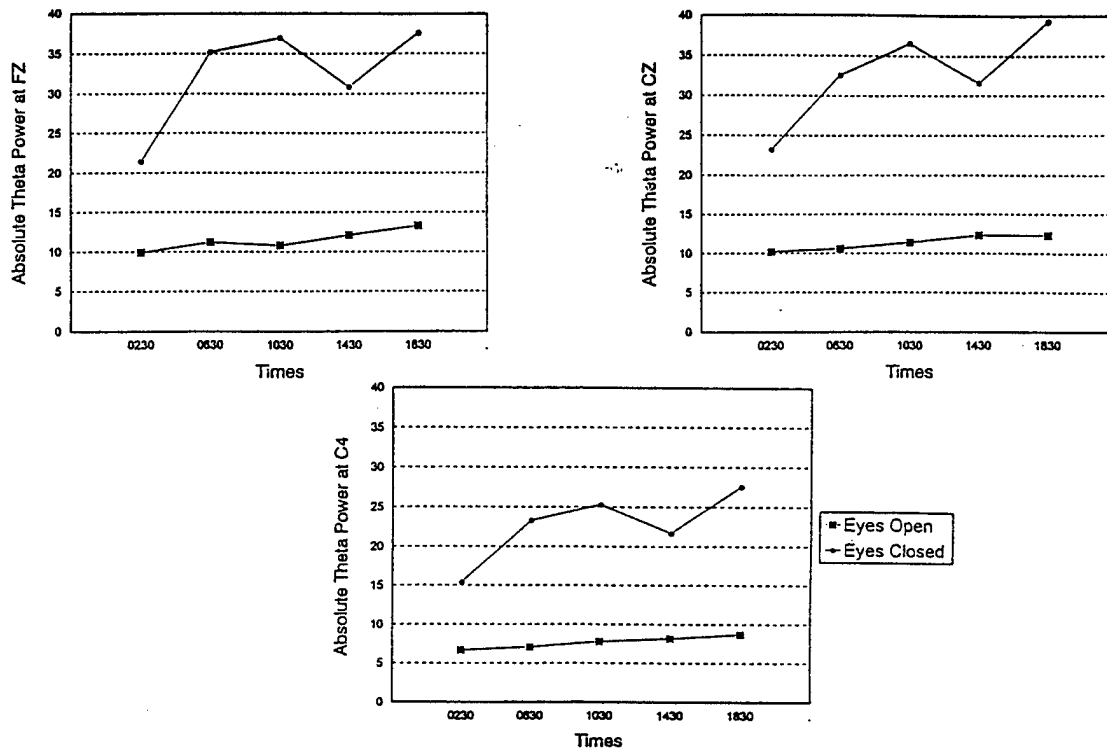 Absolute Theta Power at FZ
40
35
30
25
20
15
10
5
0
0230 0630 1030 1430 1830
Times
Absolute Theta Power at CZ
40
35
30
25
20
15
10
5
0
0230 0630 1030 1430 1830
Times
Absolute Theta Power at C4
40
35
30
25
20
15
10
5
0
0230 0630 1030 1430 1830
Times
Eyes Open
Eyes Closed